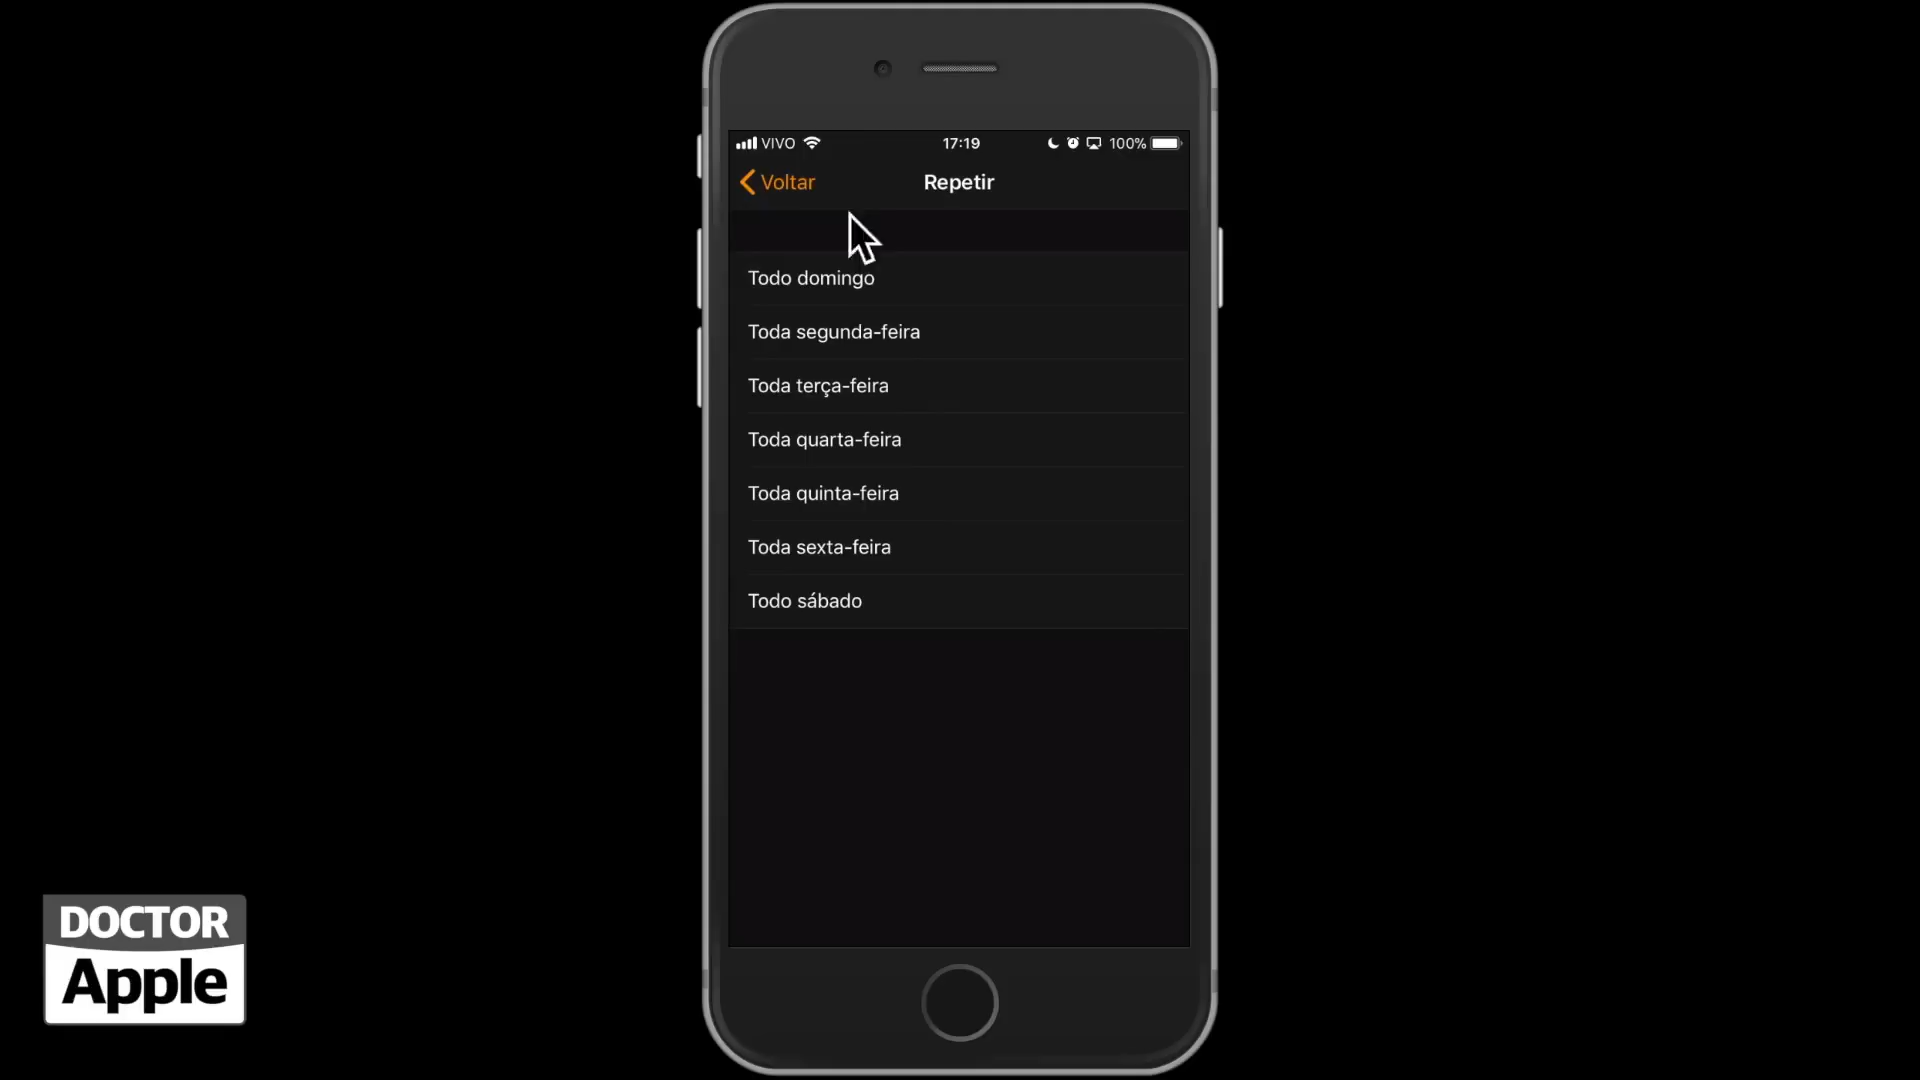 VIVO 17:19 100%
Voltar Repetir
Todo domingo
Toda segunda-feira
Toda terça-feira
Toda quarta-feira
Toda quinta-feira
Toda sexta-feira
Todo sábado
DOCTOR
Apple